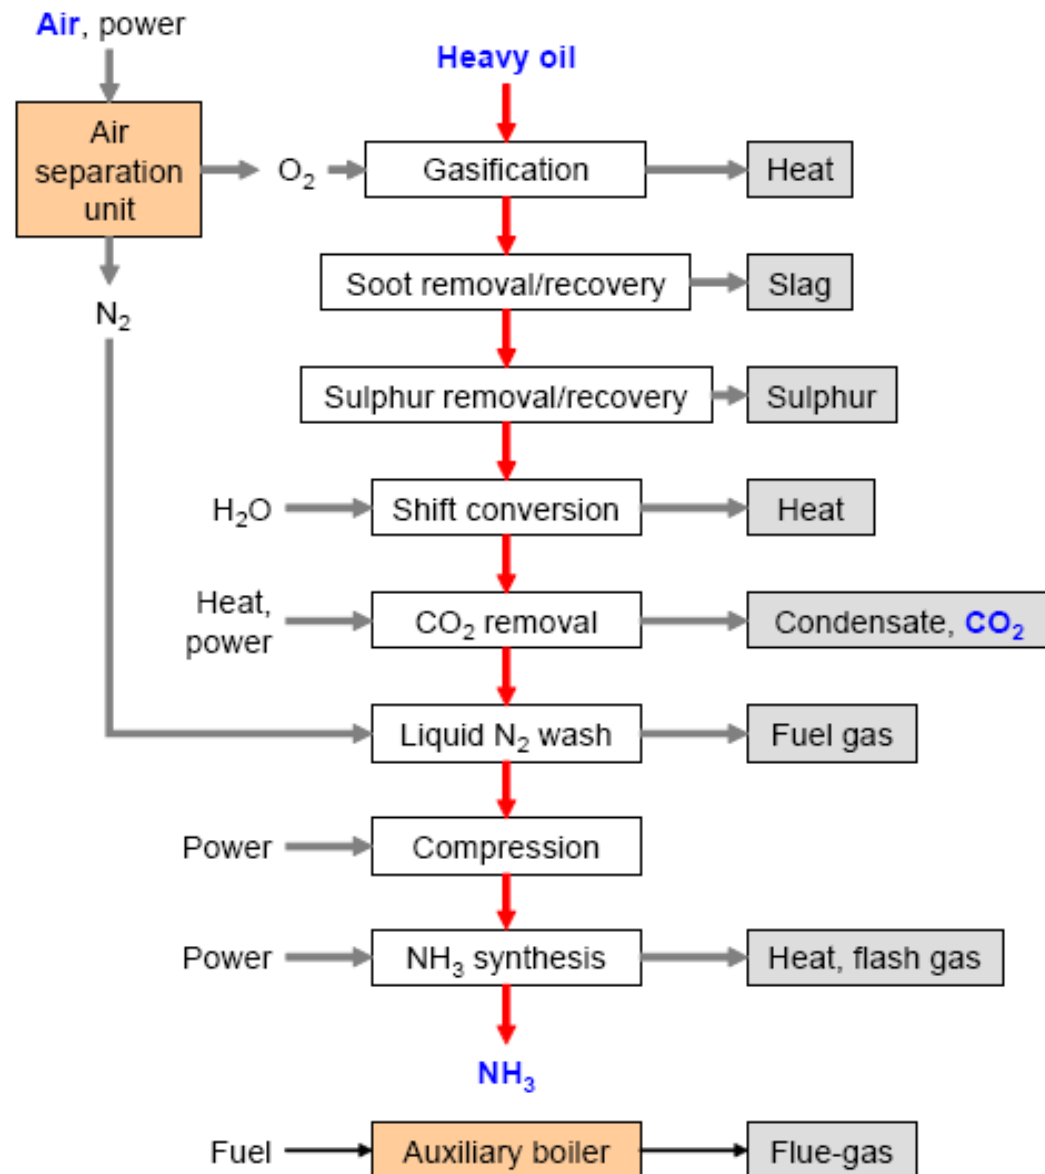 Air, power
Heavy oil
Air
separation
unit
O₂
Gasification
Heat
Soot removal/recovery
Slag
N₂
Sulphur removal/recovery
Sulphur
H₂O
Shift conversion
Heat
Heat,
power
CO₂ removal
Condensate, CO₂
Liquid N₂ wash
Fuel gas
Power
Compression
Power
NH₃ synthesis
Heat, flash gas
NH₃
Fuel
Auxiliary boiler
Flue-gas